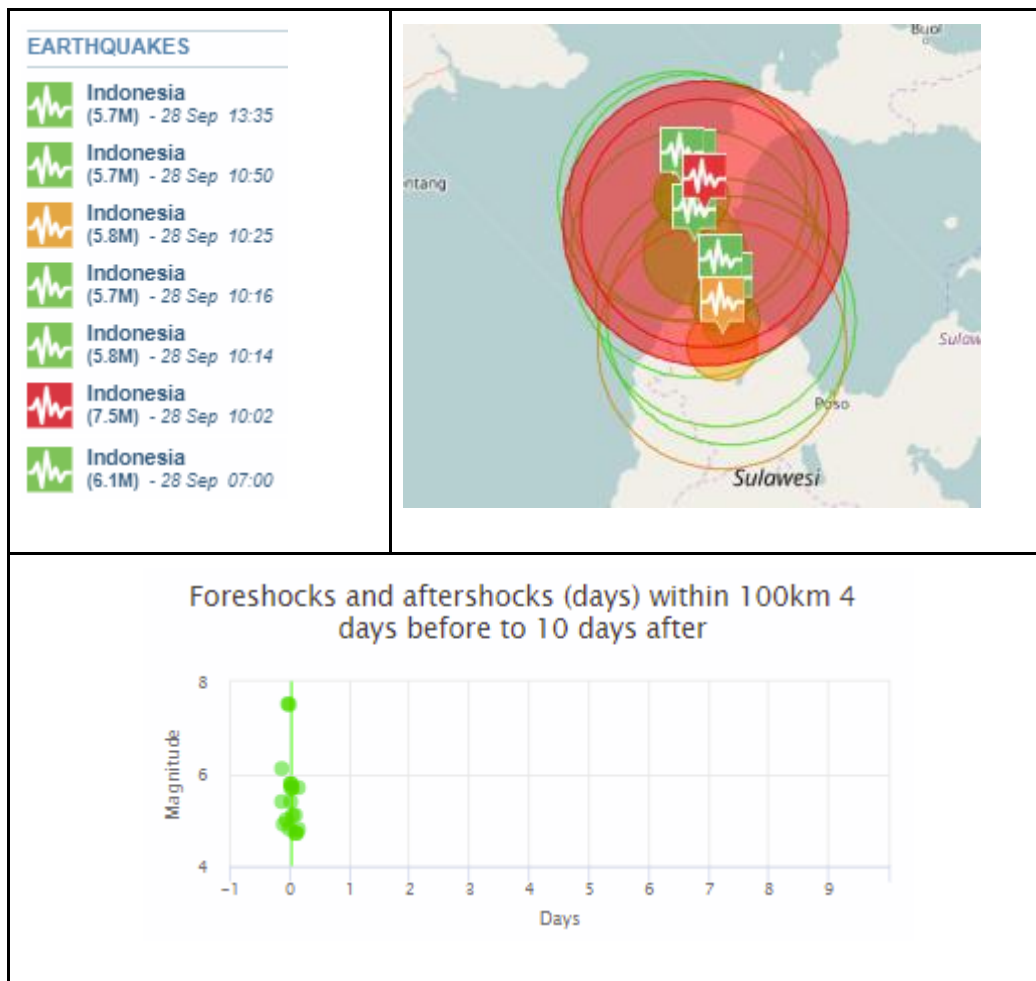 EARTHQUAKES
Indonesia
(5.7M) - 28 Sep 13:35
Indonesia
(5.7M) - 28 Sep 10:50
Indonesia
(5.8M) - 28 Sep 10:25
Indonesia
(5.7M) - 28 Sep 10:16
Indonesia
(5.8M) - 28 Sep 10:14
Indonesia
(7.5M) - 28 Sep 10:02
Indonesia
(6.1M) - 28 Sep 07:00
Buol
ontang
Sulaw
Poso
Sulawesi
Foreshocks and aftershocks (days) within 100km 4
days before to 10 days after
8
6
4
Magnitude
-1 0 1 2 3 4 5 6 7 8 9
Days